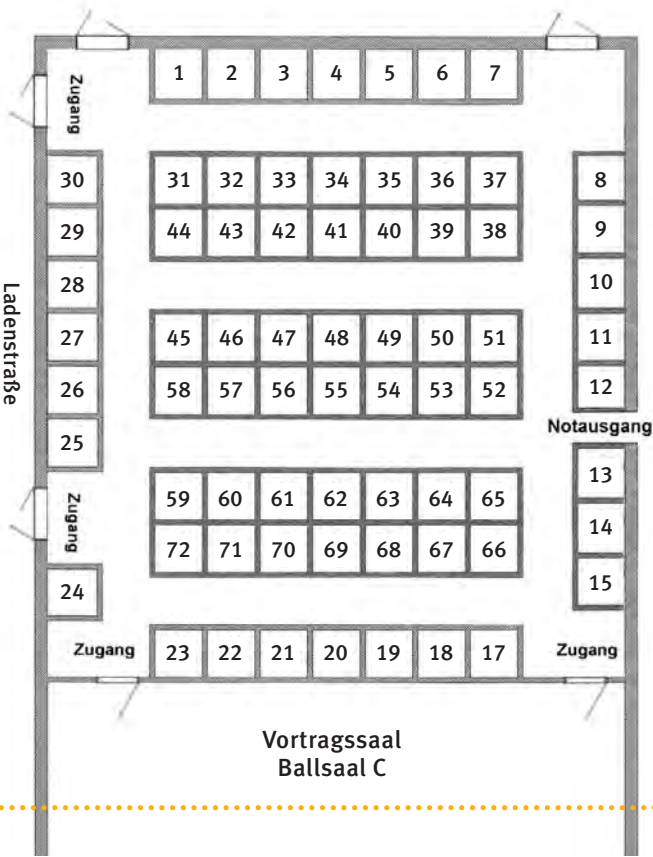 1 2 3 4 5 6 7
Zugang
30 31 32 33 34 35 36 37 8
29 44 43 42 41 40 39 38 9
28 10
Ladenstraße
27 45 46 47 48 49 50 51 11
26 58 57 56 55 54 53 52 12
Notausgang
25
59 60 61 62 63 64 65 13
Zugang
72 71 70 69 68 67 66 14
24 15
Zugang 23 22 21 20 19 18 17 Zugang
Vortragssaal
Ballsaal C